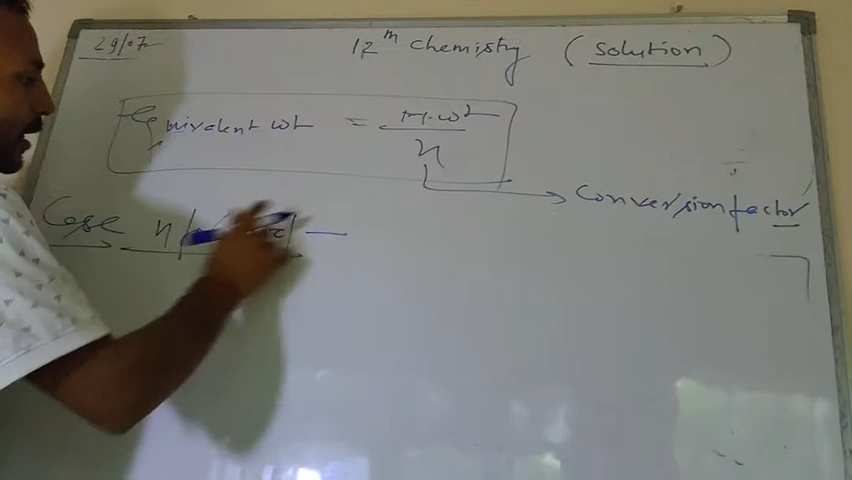 29/07
12th Chemistry (Solution)
Equivalent wt = M.wt / n
Conversion factor
Case n/